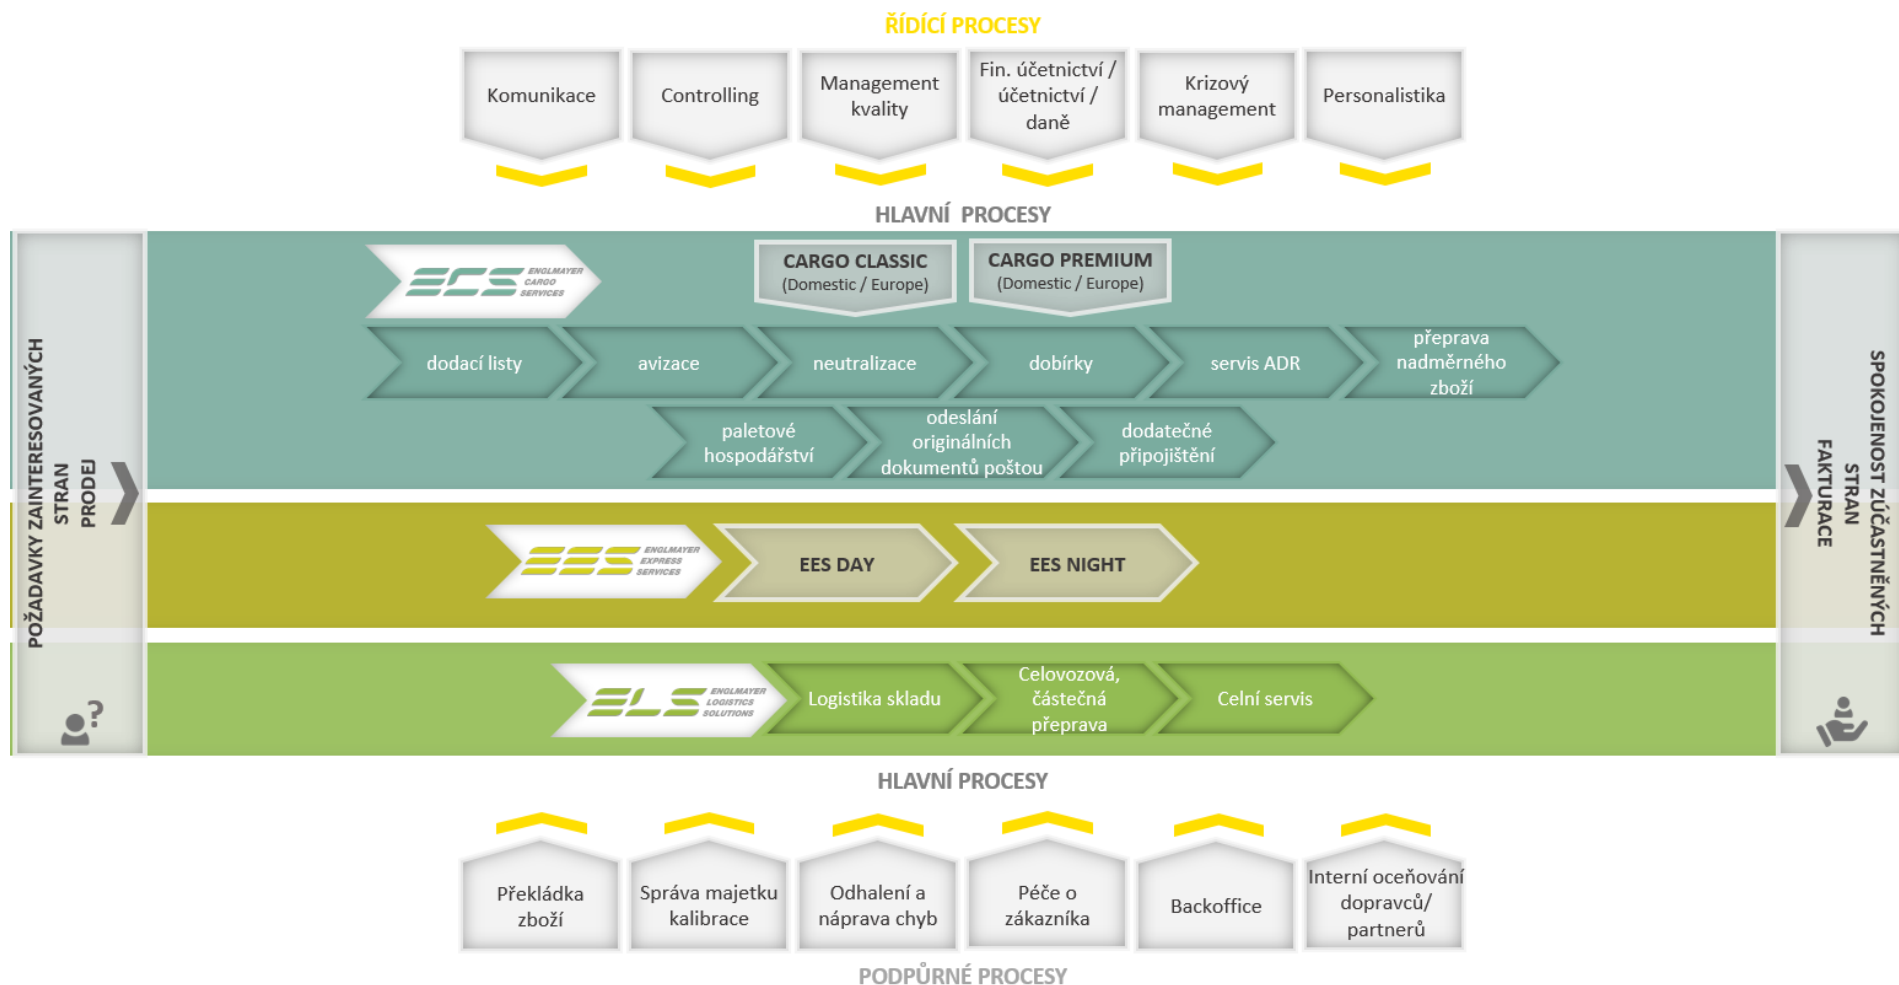 ŘÍDÍCÍ PROCESY
Komunikace
Controlling
Management
kvality
Fin. účetnictví /
účetnictví /
daně
Krizový
management
Personalistika
HLAVNÍ PROCESY
POŽADAVKY ZAINTERESOVANÝCH
STRAN
PRODEJ
?
ECS
ENGLMAYER
CARGO
SERVICES
CARGO CLASSIC
(Domestic / Europe)
CARGO PREMIUM
(Domestic / Europe)
dodací listy
avizace
neutralizace
dobírky
servis ADR
přeprava
nadměrného
zboží
paletové
hospodářství
odeslání
originálních
dokumentů poštou
dodatečné
připojištění
EES
ENGLMAYER
EXPRESS
SERVICES
EES DAY
EES NIGHT
ELS
ENGLMAYER
LOGISTICS
SOLUTIONS
Logistika skladu
Celovozová,
částečná
přeprava
Celní servis
SPOKOJENOST ZÚČASTNĚNÝCH
STRAN
FAKTURACE
HLAVNÍ PROCESY
Překládka
zboží
Správa majetku
kalibrace
Odhalení a
náprava chyb
Péče o
zákazníka
Backoffice
Interní oceňování
dopravců/
partnerů
PODPŮRNÉ PROCESY